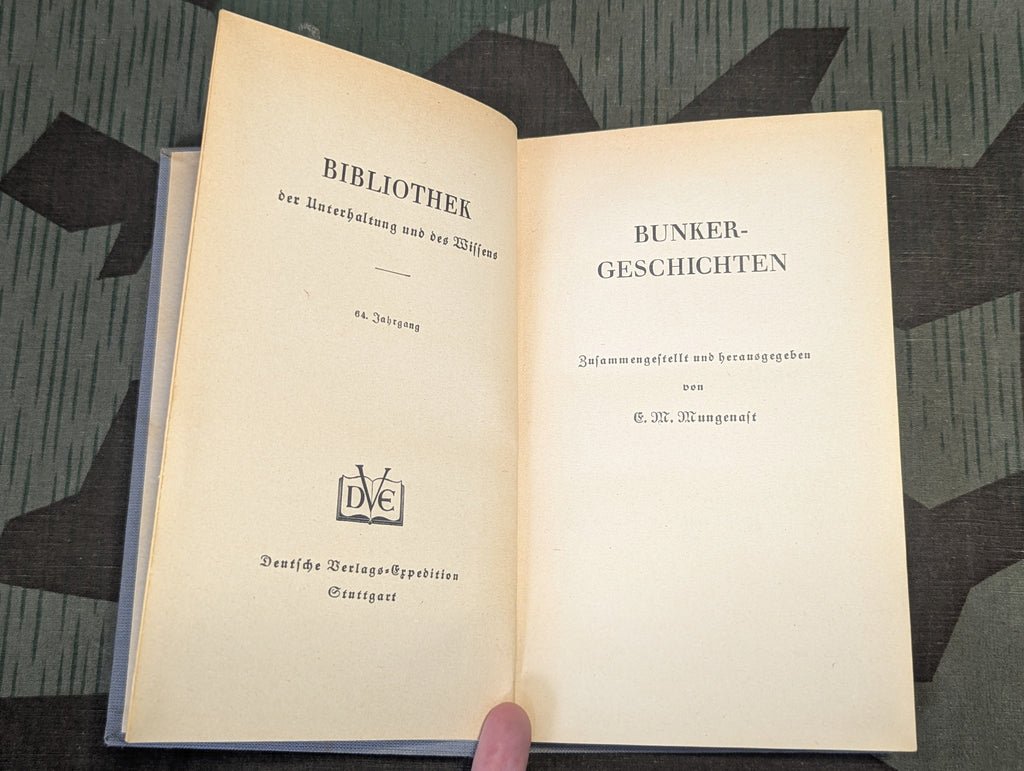 BIBLIOTHEK
der Unterhaltung und des Wissens
64. Jahrgang
DVE
Deutsche Verlags-Expedition
Stuttgart
BUNKER-
GESCHICHTEN
Zusammengestellt und herausgegeben
von
E. M. Mungenast